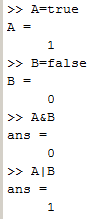 >> A=true
A =
1
>> B=false
B =
0
>> A&B
ans =
0
>> A|B
ans =
1